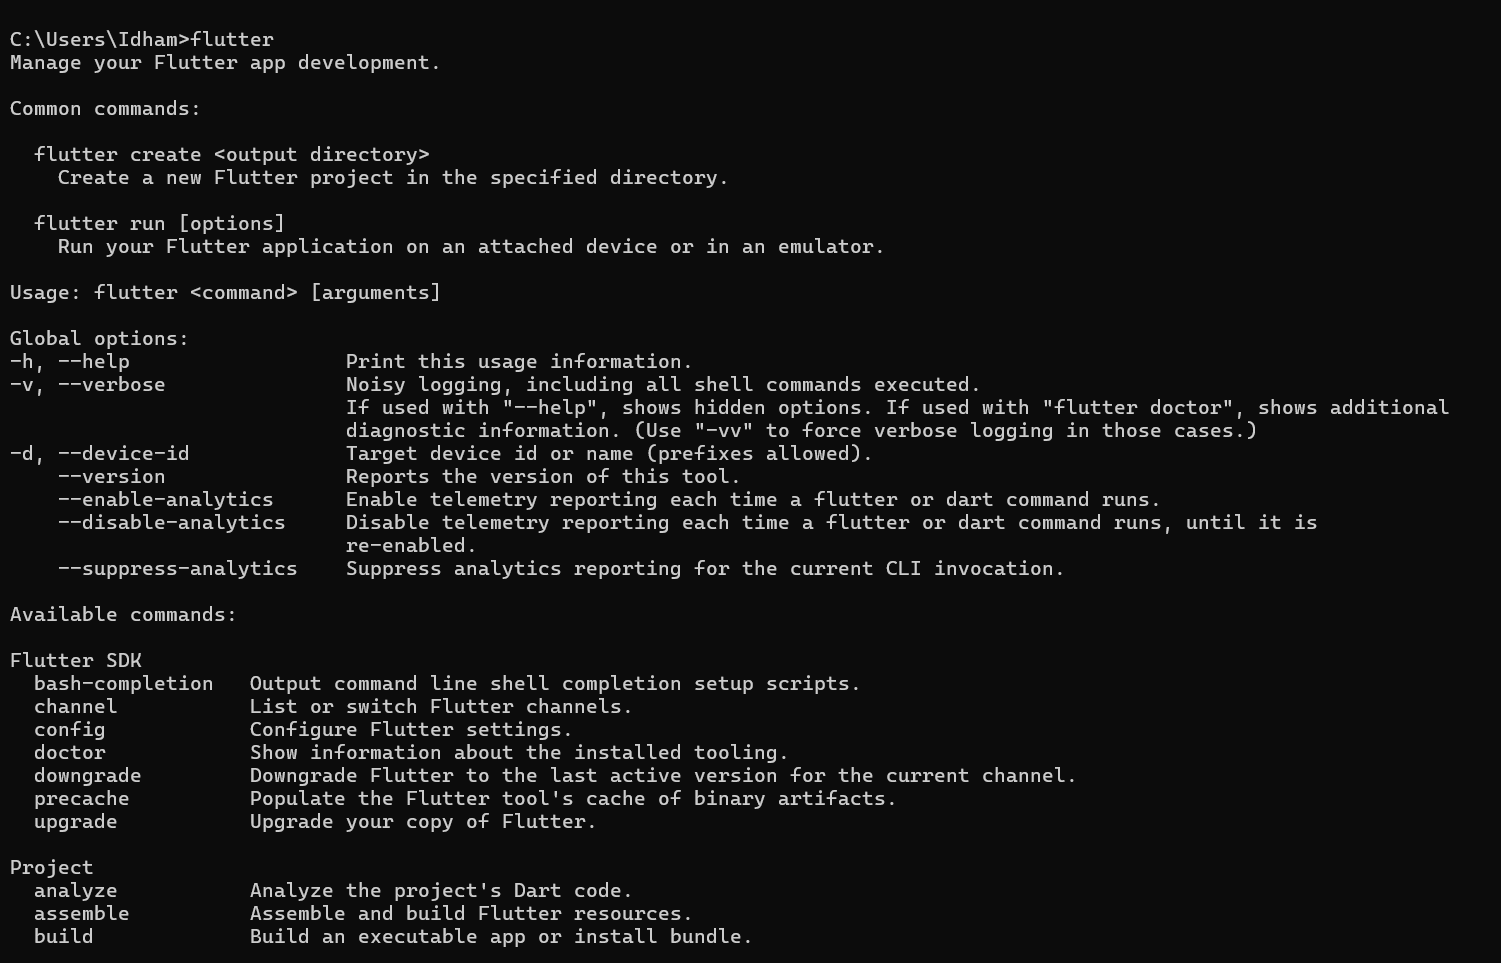 C:\Users\Idham>flutter
Manage your Flutter app development.

Common commands:

  flutter create <output directory>
    Create a new Flutter project in the specified directory.

  flutter run [options]
    Run your Flutter application on an attached device or in an emulator.

Usage: flutter <command> [arguments]

Global options:
-h, --help                  Print this usage information.
-v, --verbose               Noisy logging, including all shell commands executed.
                            If used with "--help", shows hidden options. If used with "flutter doctor", shows additional
                            diagnostic information. (Use "-vv" to force verbose logging in those cases.)
-d, --device-id             Target device id or name (prefixes allowed).
    --version               Reports the version of this tool.
    --enable-analytics      Enable telemetry reporting each time a flutter or dart command runs.
    --disable-analytics     Disable telemetry reporting each time a flutter or dart command runs, until it is
                            re-enabled.
    --suppress-analytics    Suppress analytics reporting for the current CLI invocation.

Available commands:

Flutter SDK
  bash-completion   Output command line shell completion setup scripts.
  channel           List or switch Flutter channels.
  config            Configure Flutter settings.
  doctor            Show information about the installed tooling.
  downgrade         Downgrade Flutter to the last active version for the current channel.
  precache          Populate the Flutter tool's cache of binary artifacts.
  upgrade           Upgrade your copy of Flutter.

Project
  analyze           Analyze the project's Dart code.
  assemble          Assemble and build Flutter resources.
  build             Build an executable app or install bundle.